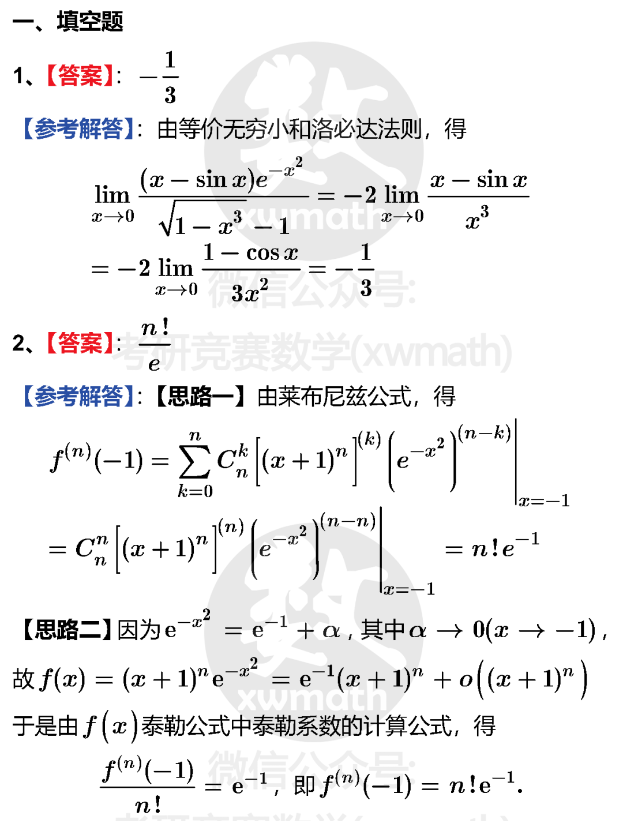 一、填空题
1、【答案】: $-\frac{1}{3}$
【参考解答】: 由等价无穷小和洛必达法则，得
$\lim_{x\to 0}\frac{(x-\sin x)e^{-x^2}}{\sqrt{1-x^3}-1}=-2\lim_{x\to 0}\frac{x-\sin x}{x^3}$
$=-2\lim_{x\to 0}\frac{1-\cos x}{3x^2}=-\frac{1}{3}$
2、【答案】: $\frac{n!}{e}$
【参考解答】:【思路一】由莱布尼兹公式，得
$f^{(n)}(-1)=\sum_{k=0}^{n}C_n^k\left[(x+1)^n\right]^{(k)}\left(e^{-x^2}\right)^{(n-k)}\Big|_{x=-1}$
$=C_n^n\left[(x+1)^n\right]^{(n)}\left(e^{-x^2}\right)^{(n-n)}\Big|_{x=-1}=n!e^{-1}$
【思路二】因为 $e^{-x^2}=e^{-1}+\alpha$ , 其中 $\alpha\to 0(x\to -1)$ ,
故 $f(x)=(x+1)^n e^{-x^2}=e^{-1}(x+1)^n+o\left((x+1)^n\right)$
于是由 $f(x)$ 泰勒公式中泰勒系数的计算公式，得
$\frac{f^{(n)}(-1)}{n!}=e^{-1}$，即 $f^{(n)}(-1)=n!e^{-1}.$
xwmath
微信公众号:
考研竞赛数学(xwmath)
xwmath
微信公众号: